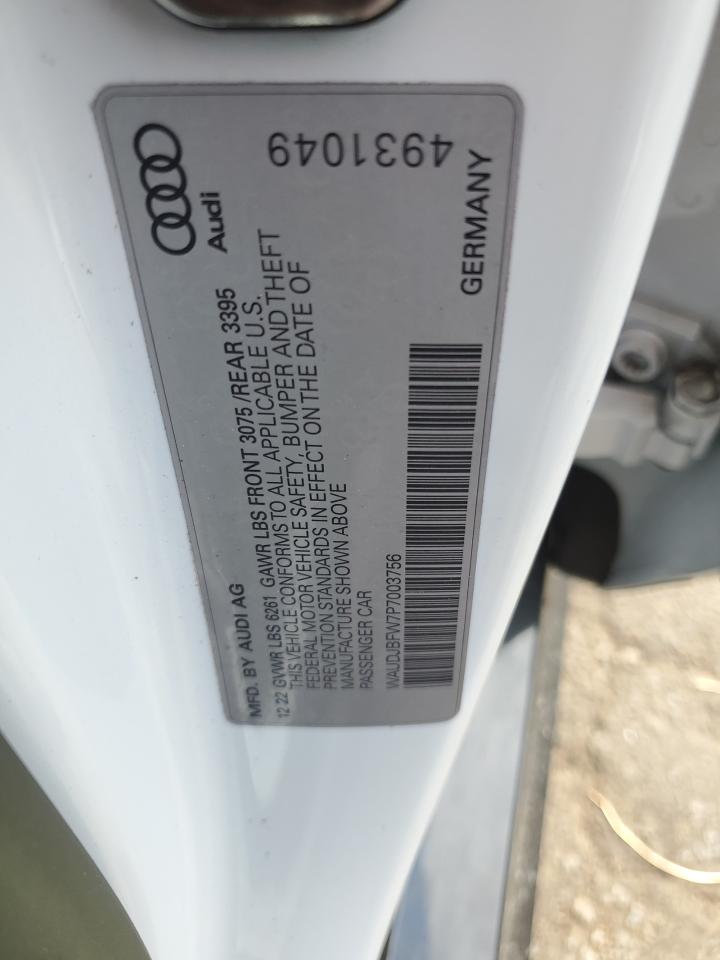 Audi
4931049
MFD. BY AUDI AG
GERMANY
12 22 GVWR LBS 6261 GAWR LBS FRONT 3075 /REAR 3395
THIS VEHICLE CONFORMS TO ALL APPLICABLE U.S.
FEDERAL MOTOR VEHICLE SAFETY, BUMPER AND THEFT
PREVENTION STANDARDS IN EFFECT ON THE DATE OF
MANUFACTURE SHOWN ABOVE
PASSENGER CAR
WAUDJBFW7P7003756